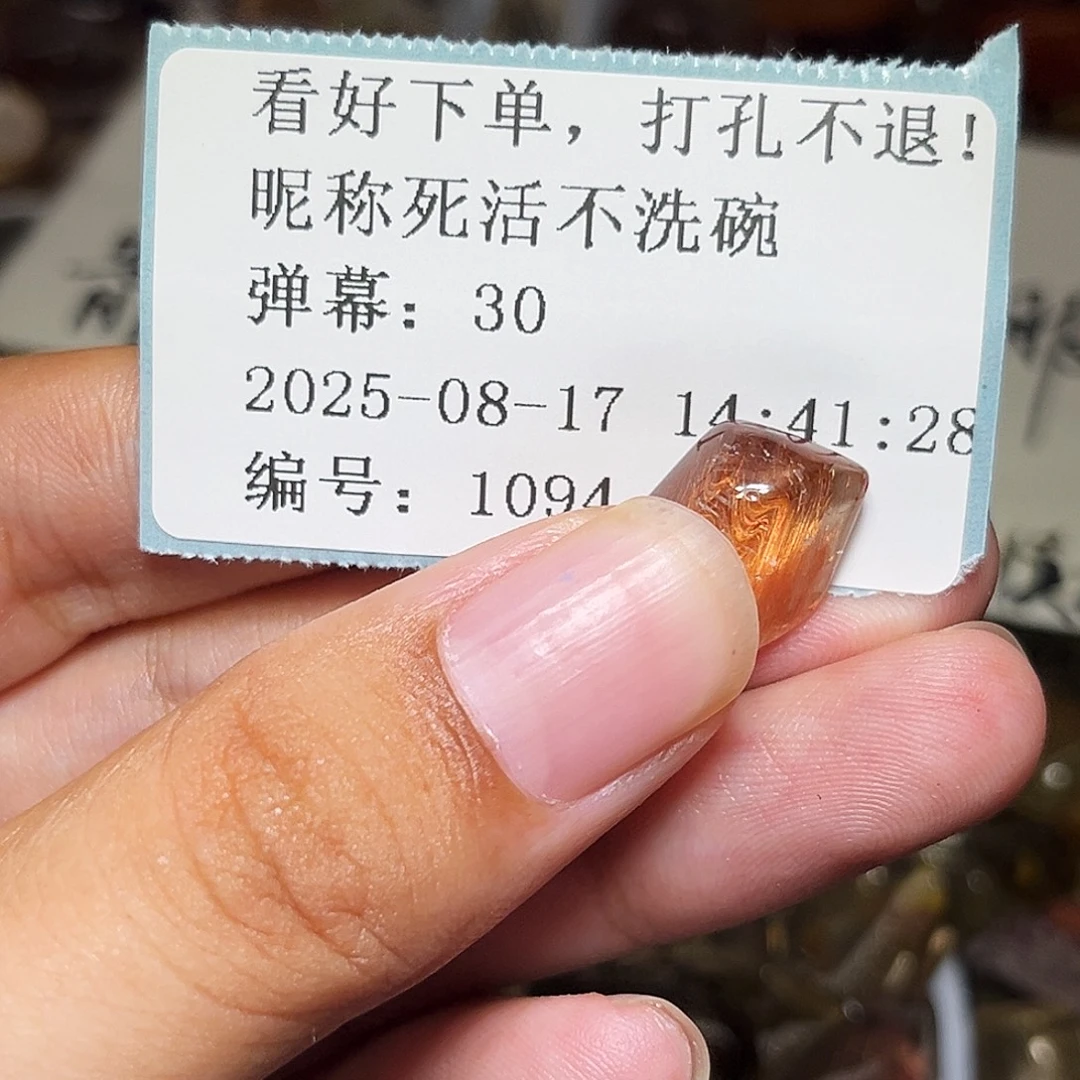 看好下单，打孔不退！
昵称死活不洗碗
弹幕：30
2025-08-17 14:41:28
编号：1094